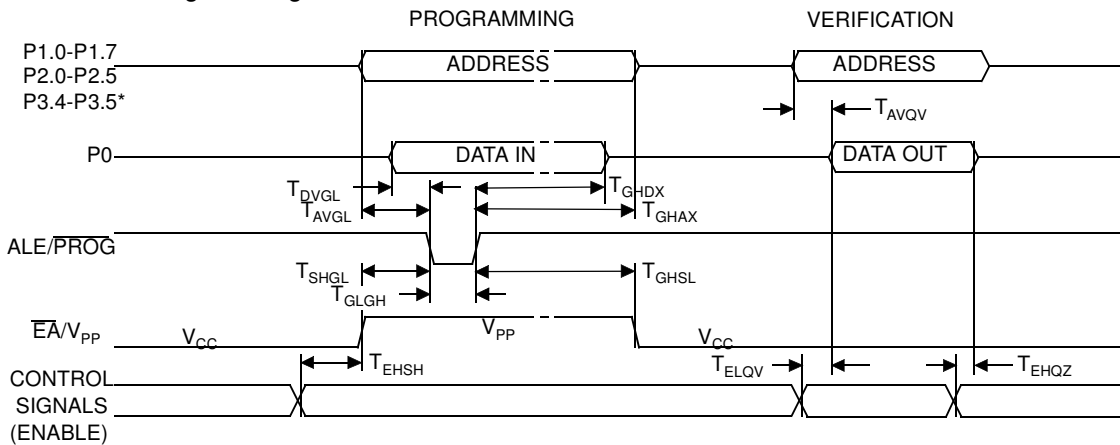 PROGRAMMING
VERIFICATION
P1.0-P1.7
P2.0-P2.5
P3.4-P3.5*
ADDRESS
ADDRESS
TAVQV
P0
DATA IN
DATA OUT
TDVGL
TGHDX
TAVGL
TGHAX
ALE/PROG
TSHGL
TGHSL
TGLGH
EA/VPP
VCC
VPP
VCC
TEHSH
TELQV
TEHQZ
CONTROL
SIGNALS
(ENABLE)